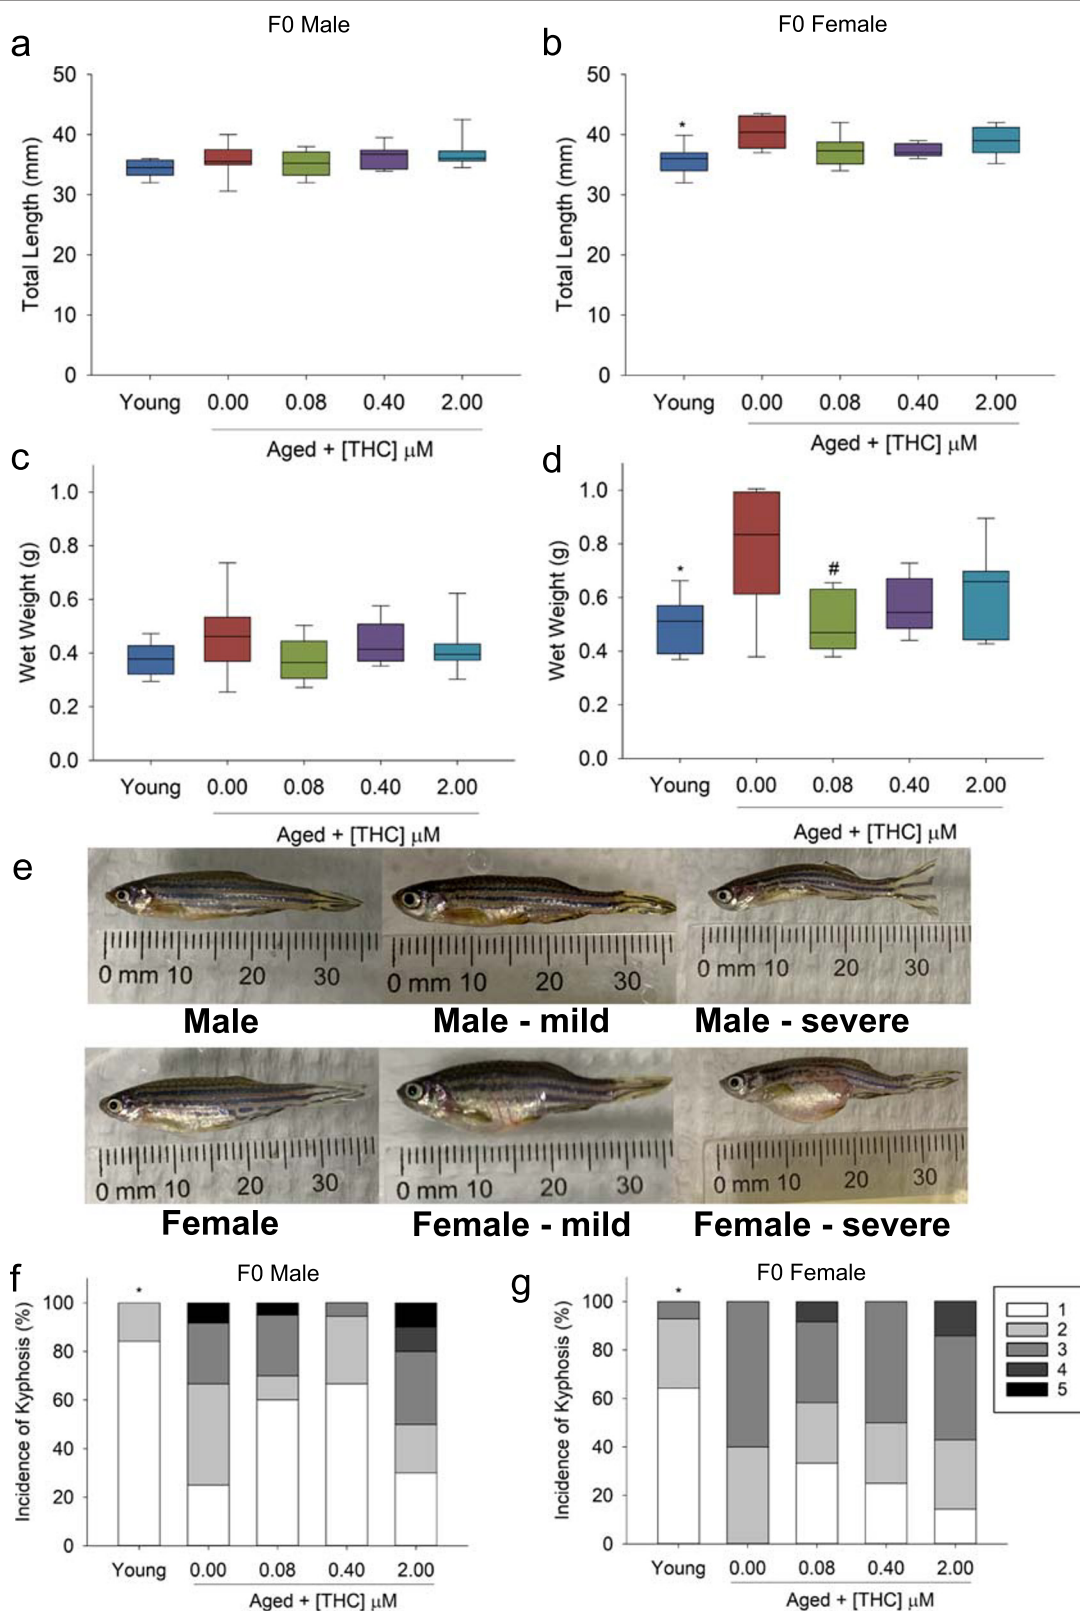 F0 Male
F0 Female
a
b
50
40
30
20
10
0
Total Length (mm)
Young 0.00 0.08 0.40 2.00
Aged + [THC] μM
*
50
40
30
20
10
0
Total Length (mm)
Young 0.00 0.08 0.40 2.00
Aged + [THC] μM
c
d
1.0
0.8
0.6
0.4
0.2
0.0
Wet Weight (g)
Young 0.00 0.08 0.40 2.00
Aged + [THC] μM
* #
1.0
0.8
0.6
0.4
0.2
0.0
Wet Weight (g)
Young 0.00 0.08 0.40 2.00
Aged + [THC] μM
e
0 mm 10 20 30
0 mm 10 20 30
0 mm 10 20 30
Male
Male - mild
Male - severe
0 mm 10 20 30
0 mm 10 20 30
0 mm 10 20 30
Female
Female - mild
Female - severe
f
F0 Male
*
100
80
60
40
20
0
Incidence of Kyphosis (%)
Young 0.00 0.08 0.40 2.00
Aged + [THC] μM
g
F0 Female
*
100
80
60
40
20
0
Incidence of Kyphosis (%)
Young 0.00 0.08 0.40 2.00
Aged + [THC] μM
1
2
3
4
5